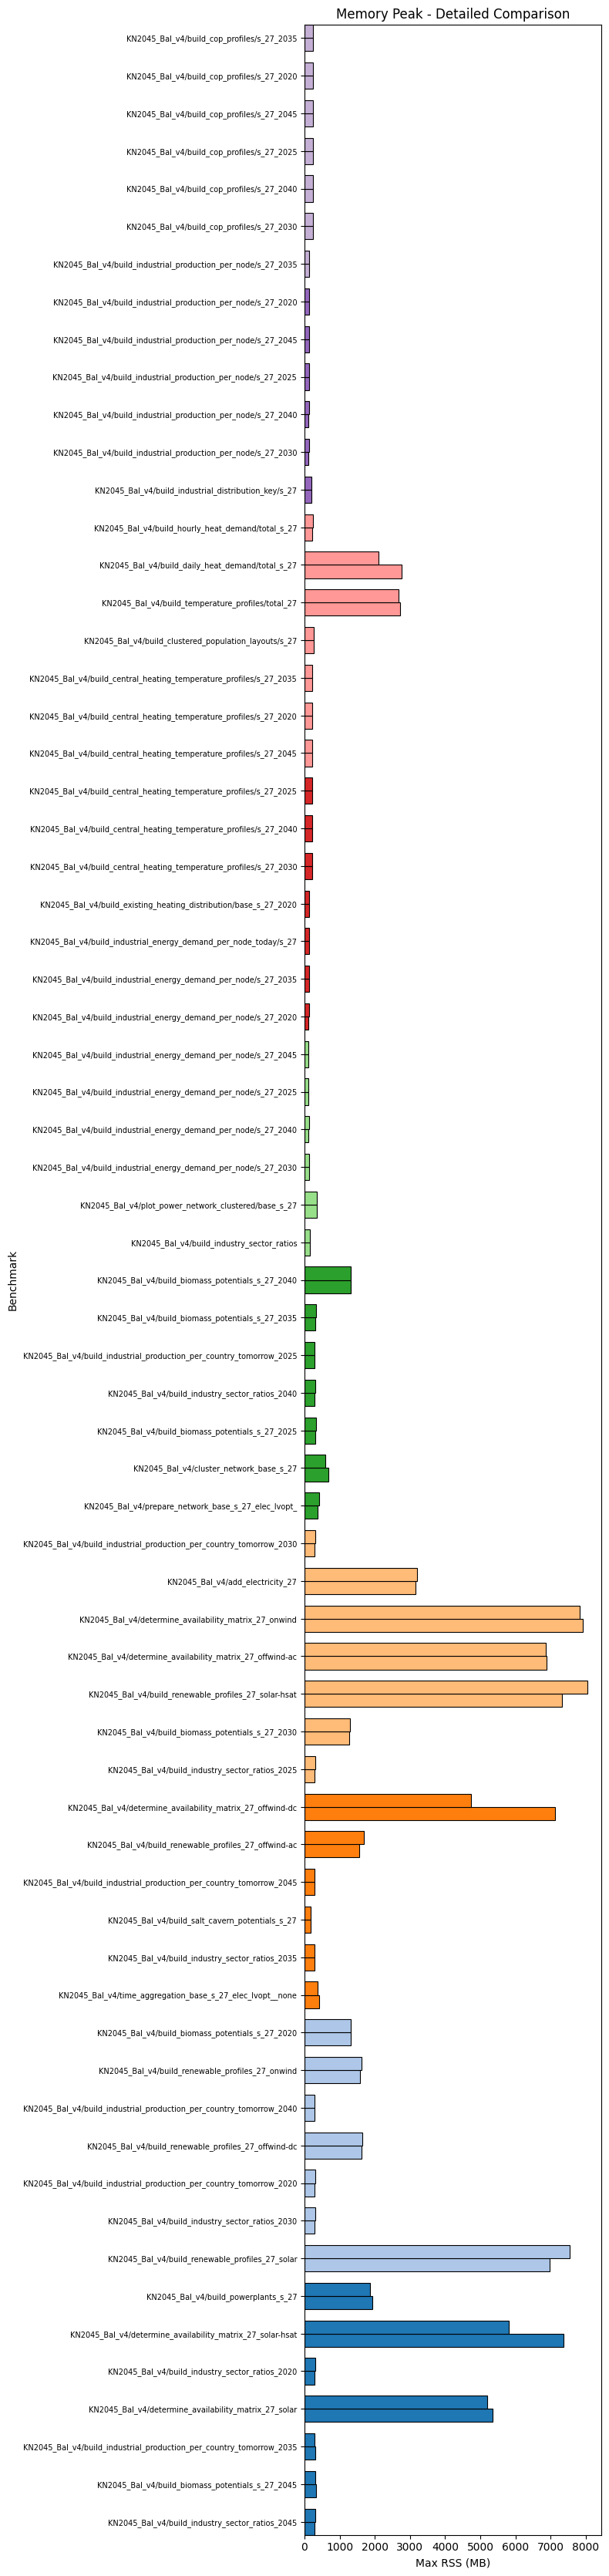 Memory Peak - Detailed Comparison
KN2045_Bal_v4/build_cop_profiles/s_27_2035
KN2045_Bal_v4/build_cop_profiles/s_27_2020
KN2045_Bal_v4/build_cop_profiles/s_27_2045
KN2045_Bal_v4/build_cop_profiles/s_27_2025
KN2045_Bal_v4/build_cop_profiles/s_27_2040
KN2045_Bal_v4/build_cop_profiles/s_27_2030
KN2045_Bal_v4/build_industrial_production_per_node/s_27_2035
KN2045_Bal_v4/build_industrial_production_per_node/s_27_2020
KN2045_Bal_v4/build_industrial_production_per_node/s_27_2045
KN2045_Bal_v4/build_industrial_production_per_node/s_27_2025
KN2045_Bal_v4/build_industrial_production_per_node/s_27_2040
KN2045_Bal_v4/build_industrial_production_per_node/s_27_2030
KN2045_Bal_v4/build_industrial_distribution_key/s_27
KN2045_Bal_v4/build_hourly_heat_demand/total_s_27
KN2045_Bal_v4/build_daily_heat_demand/total_s_27
KN2045_Bal_v4/build_temperature_profiles/total_27
KN2045_Bal_v4/build_clustered_population_layouts/s_27
KN2045_Bal_v4/build_central_heating_temperature_profiles/s_27_2035
KN2045_Bal_v4/build_central_heating_temperature_profiles/s_27_2020
KN2045_Bal_v4/build_central_heating_temperature_profiles/s_27_2045
KN2045_Bal_v4/build_central_heating_temperature_profiles/s_27_2025
KN2045_Bal_v4/build_central_heating_temperature_profiles/s_27_2040
KN2045_Bal_v4/build_central_heating_temperature_profiles/s_27_2030
KN2045_Bal_v4/build_existing_heating_distribution/base_s_27_2020
KN2045_Bal_v4/build_industrial_energy_demand_per_node_today/s_27
KN2045_Bal_v4/build_industrial_energy_demand_per_node/s_27_2035
KN2045_Bal_v4/build_industrial_energy_demand_per_node/s_27_2020
KN2045_Bal_v4/build_industrial_energy_demand_per_node/s_27_2045
KN2045_Bal_v4/build_industrial_energy_demand_per_node/s_27_2025
KN2045_Bal_v4/build_industrial_energy_demand_per_node/s_27_2040
KN2045_Bal_v4/build_industrial_energy_demand_per_node/s_27_2030
KN2045_Bal_v4/plot_power_network_clustered/base_s_27
KN2045_Bal_v4/build_industry_sector_ratios
Benchmark
KN2045_Bal_v4/build_biomass_potentials_s_27_2040
KN2045_Bal_v4/build_biomass_potentials_s_27_2035
KN2045_Bal_v4/build_industrial_production_per_country_tomorrow_2025
KN2045_Bal_v4/build_industry_sector_ratios_2040
KN2045_Bal_v4/build_biomass_potentials_s_27_2025
KN2045_Bal_v4/cluster_network_base_s_27
KN2045_Bal_v4/prepare_network_base_s_27_elec_lvopt_
KN2045_Bal_v4/build_industrial_production_per_country_tomorrow_2030
KN2045_Bal_v4/add_electricity_27
KN2045_Bal_v4/determine_availability_matrix_27_onwind
KN2045_Bal_v4/determine_availability_matrix_27_offwind-ac
KN2045_Bal_v4/build_renewable_profiles_27_solar-hsat
KN2045_Bal_v4/build_biomass_potentials_s_27_2030
KN2045_Bal_v4/build_industry_sector_ratios_2025
KN2045_Bal_v4/determine_availability_matrix_27_offwind-dc
KN2045_Bal_v4/build_renewable_profiles_27_offwind-ac
KN2045_Bal_v4/build_industrial_production_per_country_tomorrow_2045
KN2045_Bal_v4/build_salt_cavern_potentials_s_27
KN2045_Bal_v4/build_industry_sector_ratios_2035
KN2045_Bal_v4/time_aggregation_base_s_27_elec_lvopt__none
KN2045_Bal_v4/build_biomass_potentials_s_27_2020
KN2045_Bal_v4/build_renewable_profiles_27_onwind
KN2045_Bal_v4/build_industrial_production_per_country_tomorrow_2040
KN2045_Bal_v4/build_renewable_profiles_27_offwind-dc
KN2045_Bal_v4/build_industrial_production_per_country_tomorrow_2020
KN2045_Bal_v4/build_industry_sector_ratios_2030
KN2045_Bal_v4/build_renewable_profiles_27_solar
KN2045_Bal_v4/build_powerplants_s_27
KN2045_Bal_v4/determine_availability_matrix_27_solar-hsat
KN2045_Bal_v4/build_industry_sector_ratios_2020
KN2045_Bal_v4/determine_availability_matrix_27_solar
KN2045_Bal_v4/build_industrial_production_per_country_tomorrow_2035
KN2045_Bal_v4/build_biomass_potentials_s_27_2045
KN2045_Bal_v4/build_industry_sector_ratios_2045
0 1000 2000 3000 4000 5000 6000 7000 8000
Max RSS (MB)